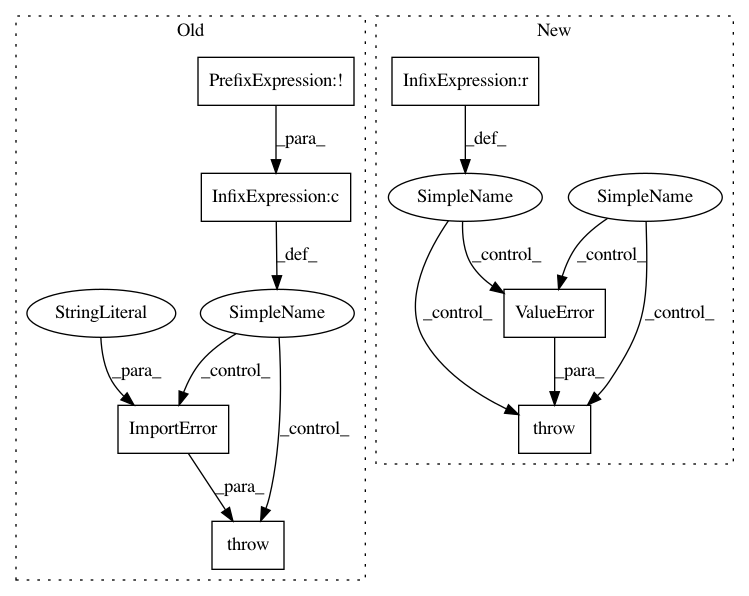 Old
New
PrefixExpression:!
InfixExpression:r
_para_
_def_
InfixExpression:c
SimpleName
SimpleName
_def_
_control_
_control_
StringLiteral
SimpleName
_control_
ValueError
_control_
_para_
_control_
_control_
_para_
ImportError
throw
_para_
throw